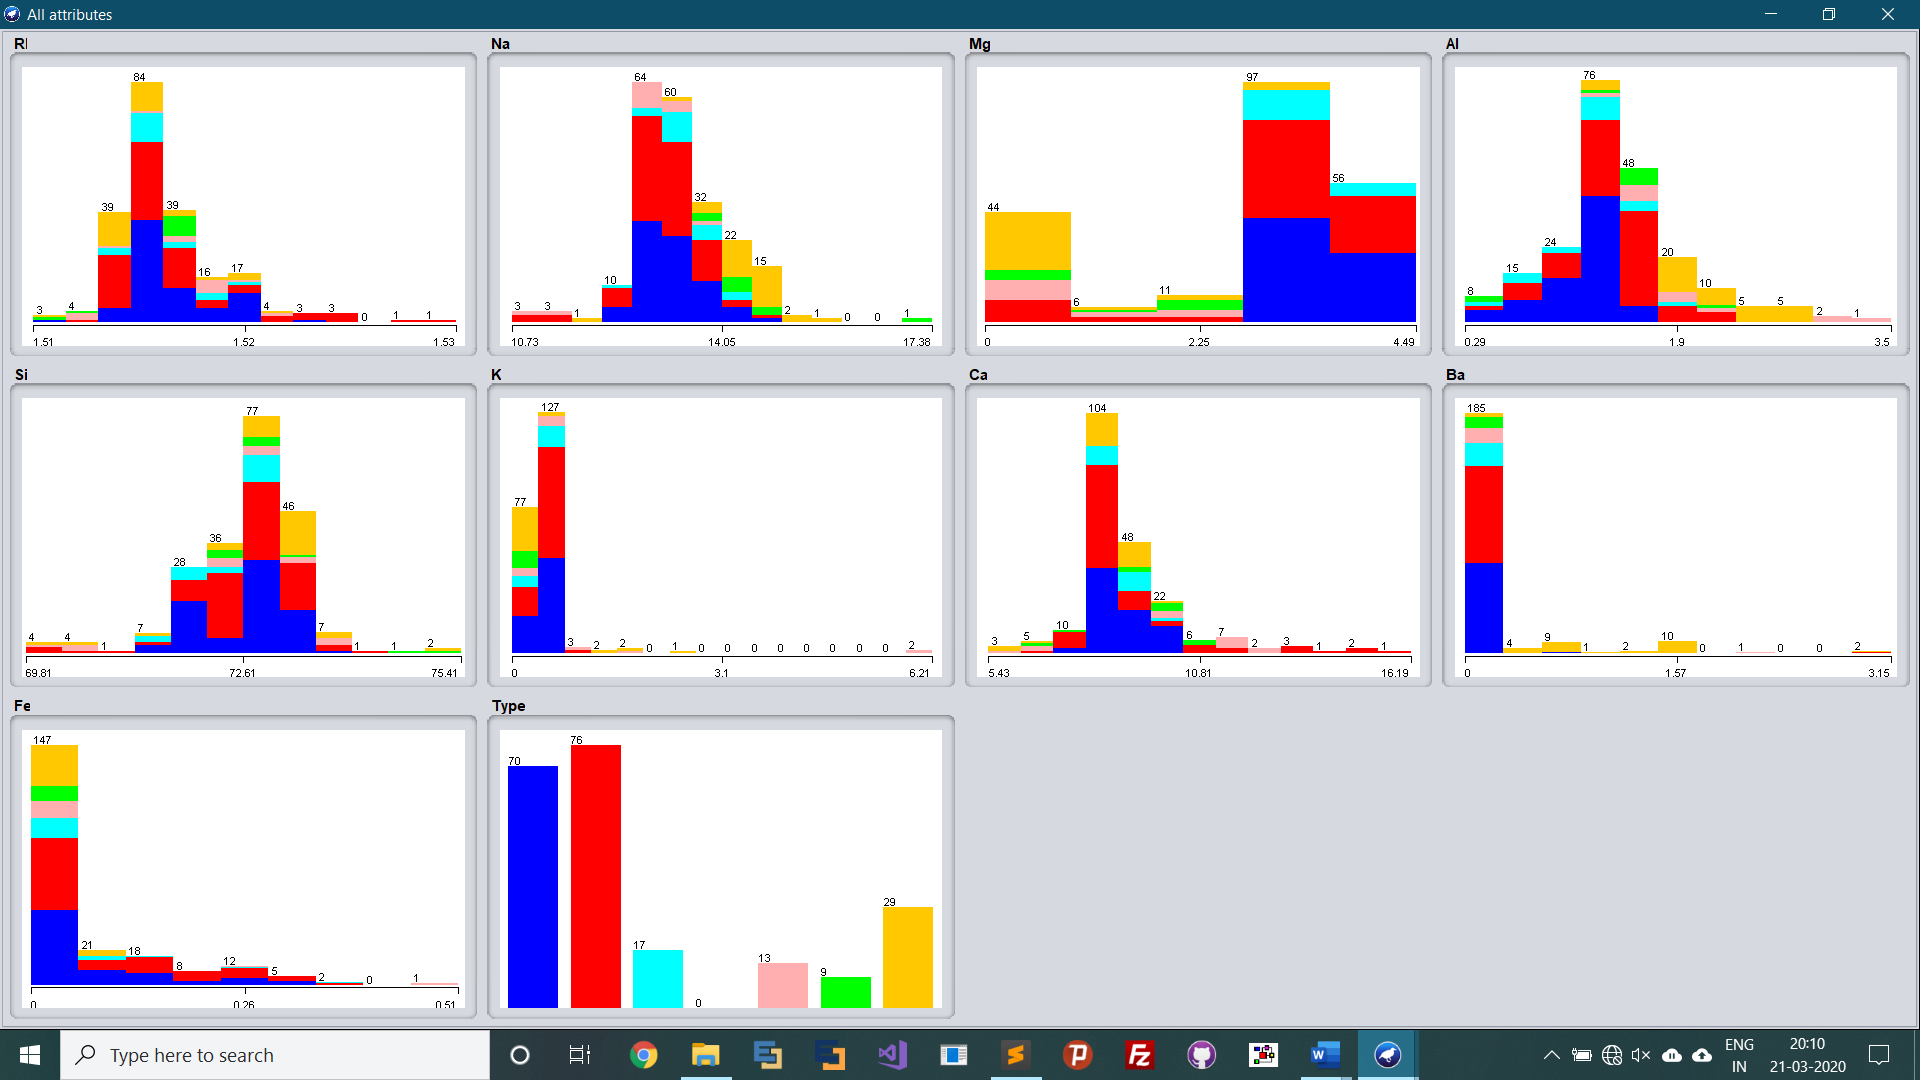 All attributes
RI
Na
Mg
Al
3 4 39 84 39 16 17 4 3 3 0 1 1
1.51 1.52 1.53
3 3 1 10 64 60 32 22 15 2 1 0 0 1
10.73 14.05 17.38
44 6 11 97 56
0 2.25 4.49
8 15 24 76 48 20 10 5 5 2 1
0.29 1.9 3.5
Si
K
Ca
Ba
4 4 1 7 28 36 77 46 7 1 1 2
69.81 72.61 75.41
77 127 3 2 2 0 1 0 0 0 0 0 0 0 0 2
0 3.1 6.21
3 5 10 104 48 22 6 7 2 3 1 2 1
5.43 10.81 16.19
185 4 9 1 2 10 0 1 0 0 2
0 1.57 3.15
Fe
Type
147 21 18 8 12 5 2 0 1
0 0.26 0.51
70 76 17 0 13 9 29
Type here to search
ENG
IN
20:10
21-03-2020